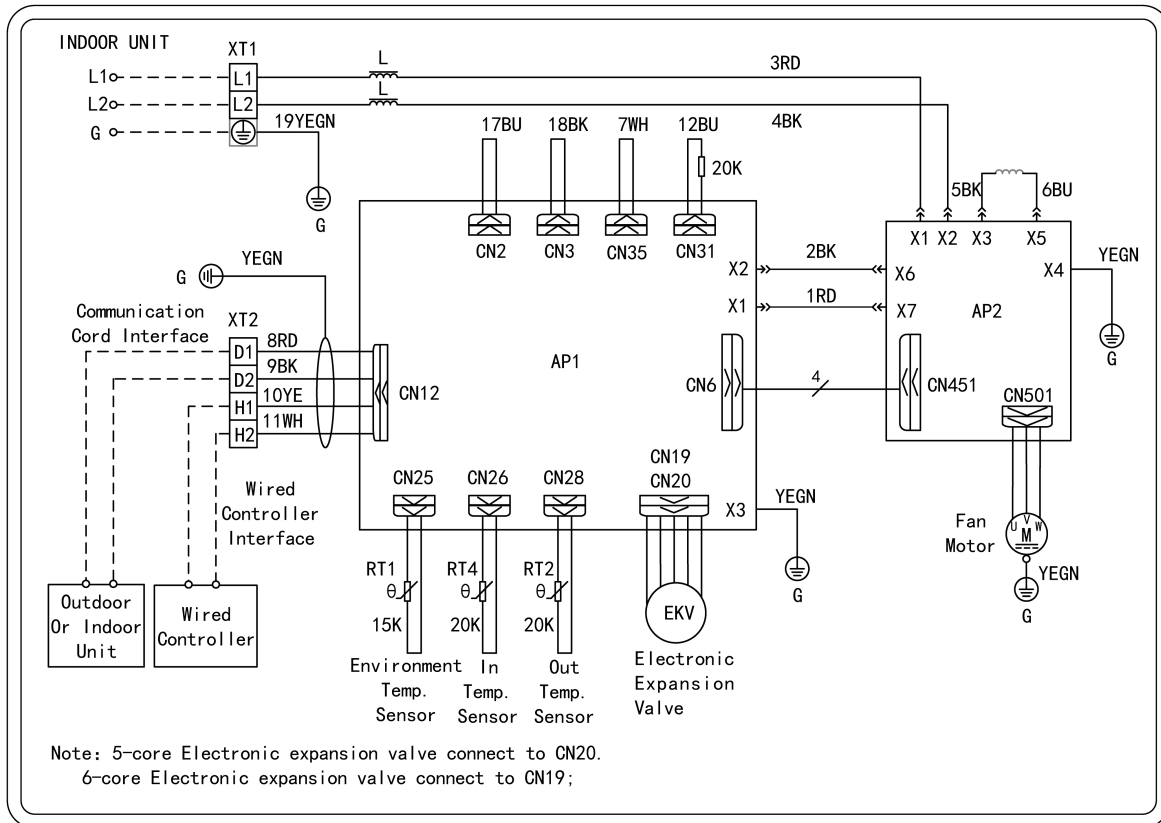 INDOOR UNIT
XT1
L1
L1
L
3RD
L2
L2
L
4BK
G
19YEGN
G
17BU
18BK
7WH
12BU
20K
5BK
6BU
CN2
CN3
CN35
CN31
X1
X2
X3
X5
X2
2BK
X6
X4
YEGN
X1
1RD
X7
AP2
G
G
YEGN
Communication
Cord Interface
XT2
D1
8RD
D2
9BK
H1
10YE
H2
11WH
CN12
AP1
CN6
4
CN451
CN501
Wired
Controller
Interface
CN25
CN26
CN28
CN19
CN20
X3
YEGN
G
Fan
Motor
U
V
W
M
YEGN
G
RT1
RT4
RT2
θ
θ
θ
15K
20K
20K
EKV
Outdoor
Or Indoor
Unit
Wired
Controller
Environment
Temp.
Sensor
In
Temp.
Sensor
Out
Temp.
Sensor
Electronic
Expansion
Valve
Note: 5-core Electronic expansion valve connect to CN20.
6-core Electronic expansion valve connect to CN19;